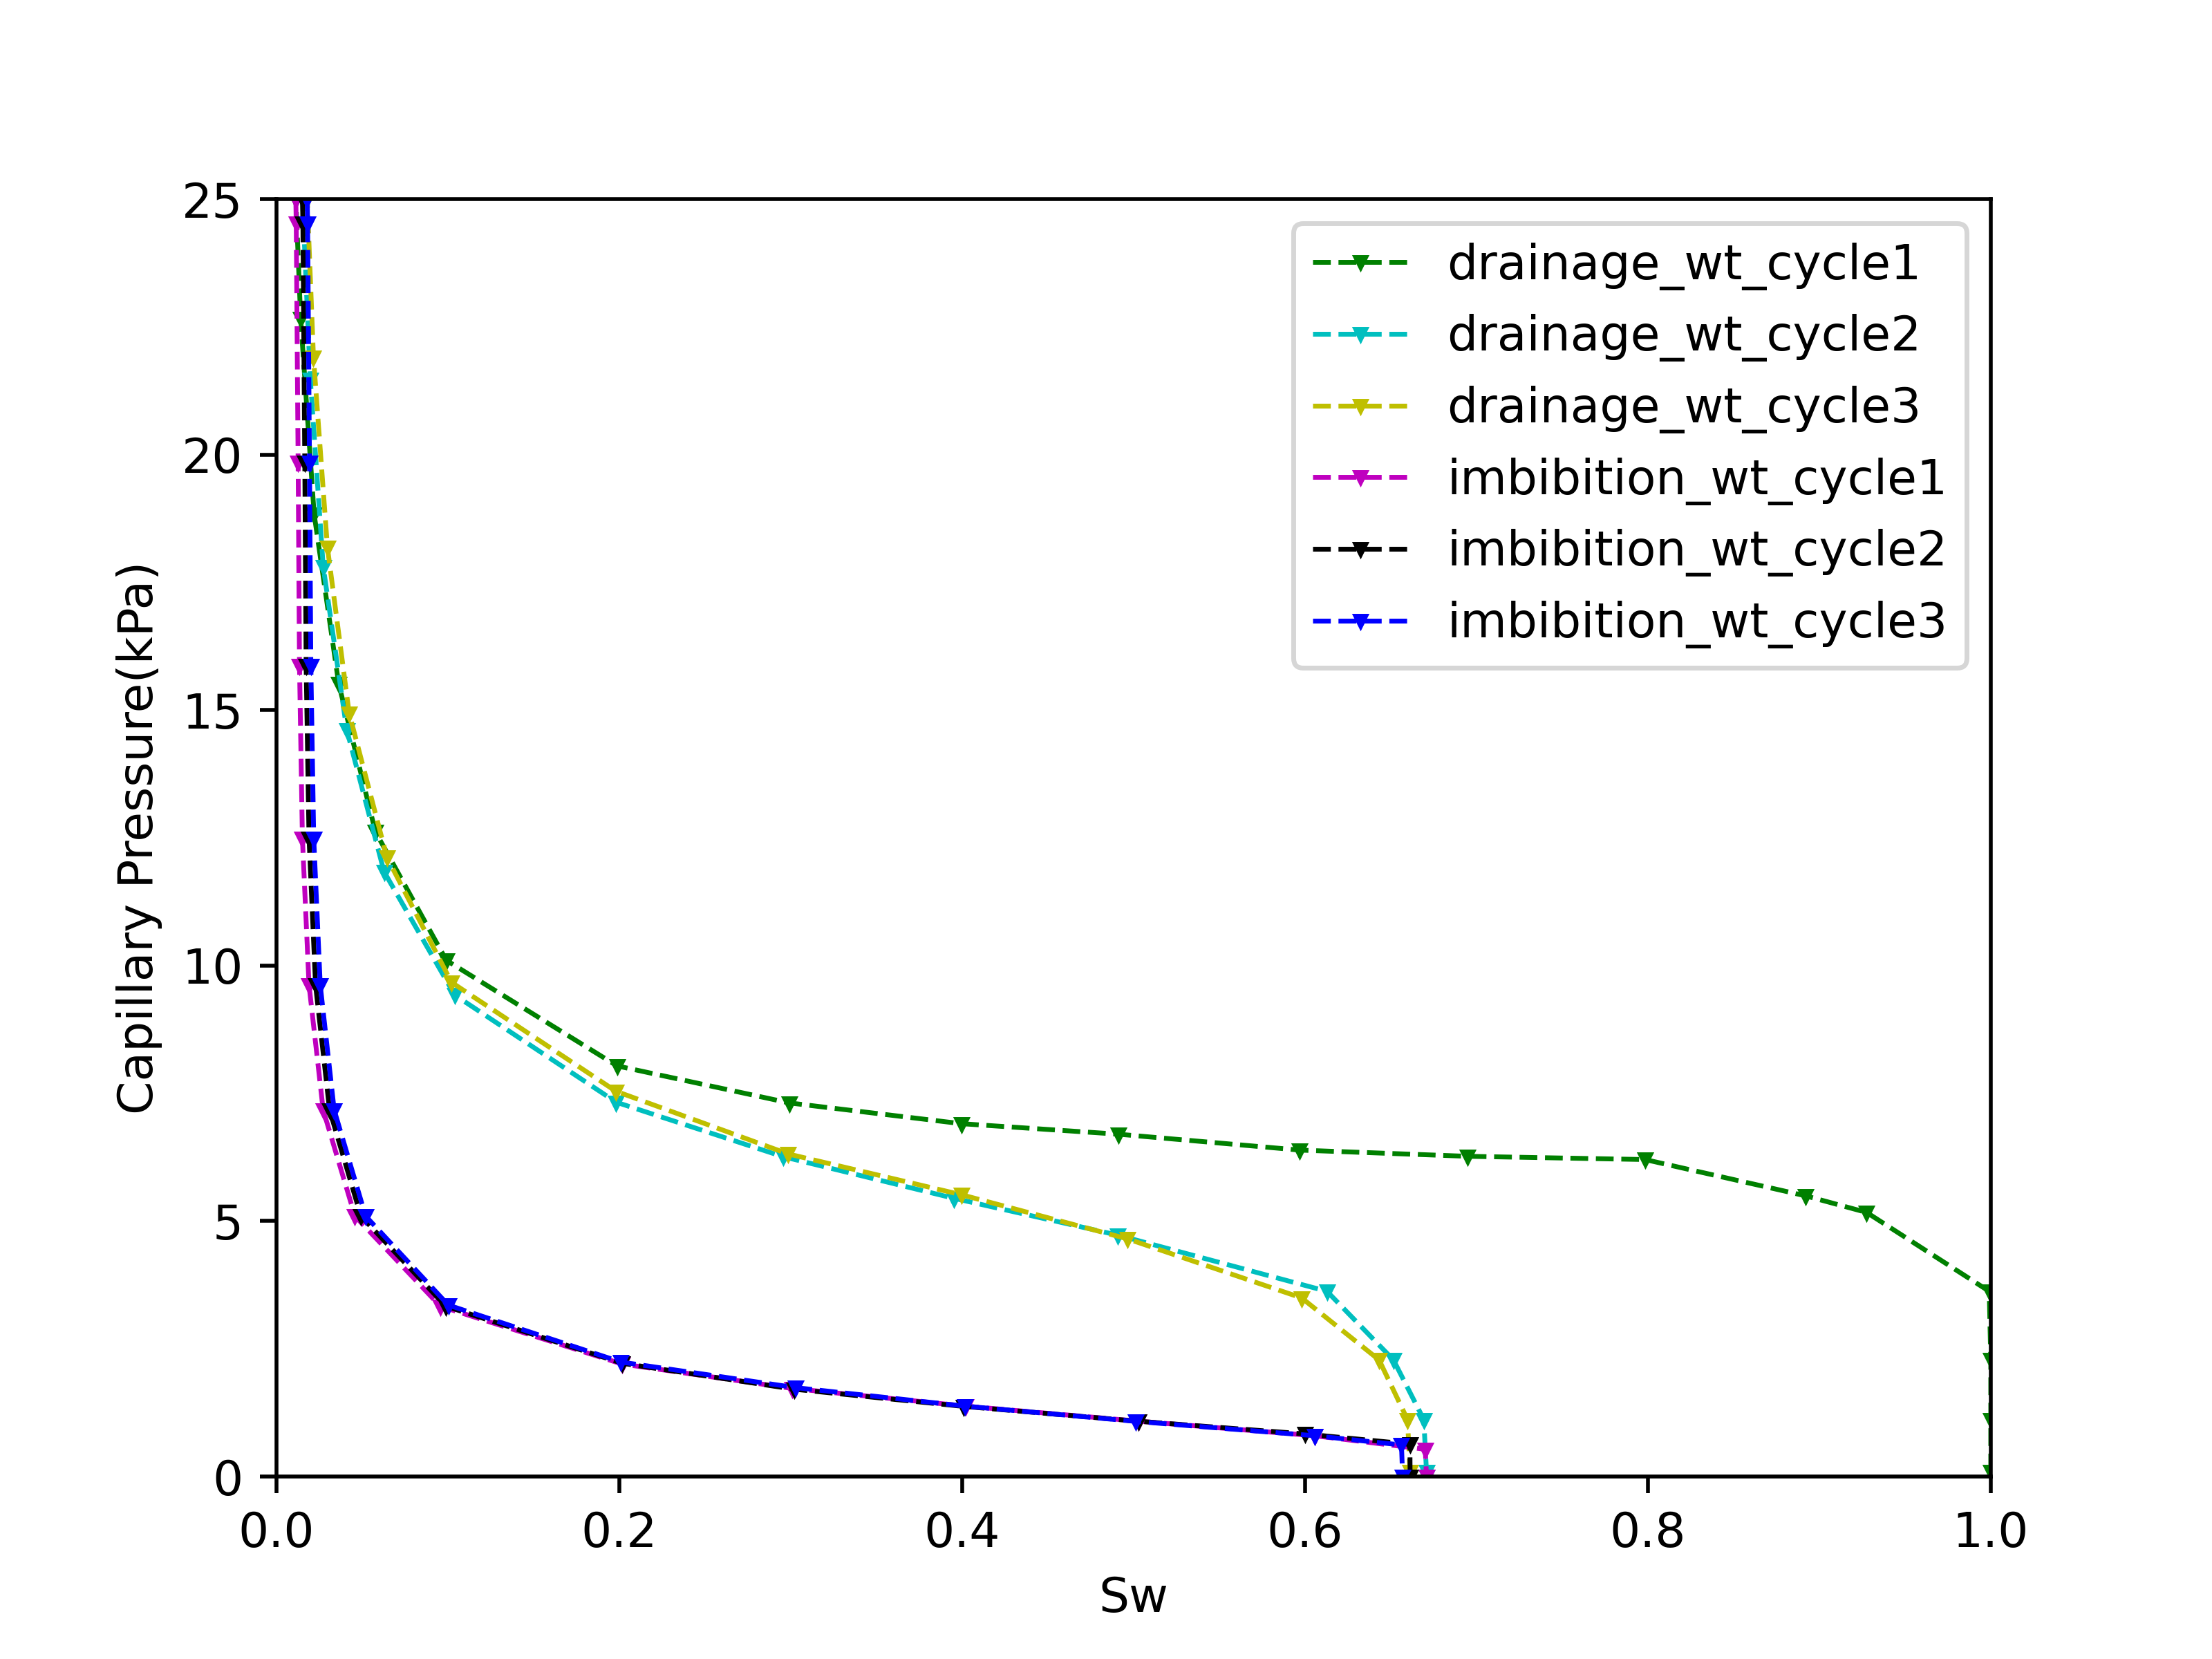 25
20
15
10
5
0
Capillary Pressure(kPa)
drainage_wt_cycle1
drainage_wt_cycle2
drainage_wt_cycle3
imbibition_wt_cycle1
imbibition_wt_cycle2
imbibition_wt_cycle3
0.0 0.2 0.4 0.6 0.8 1.0
Sw